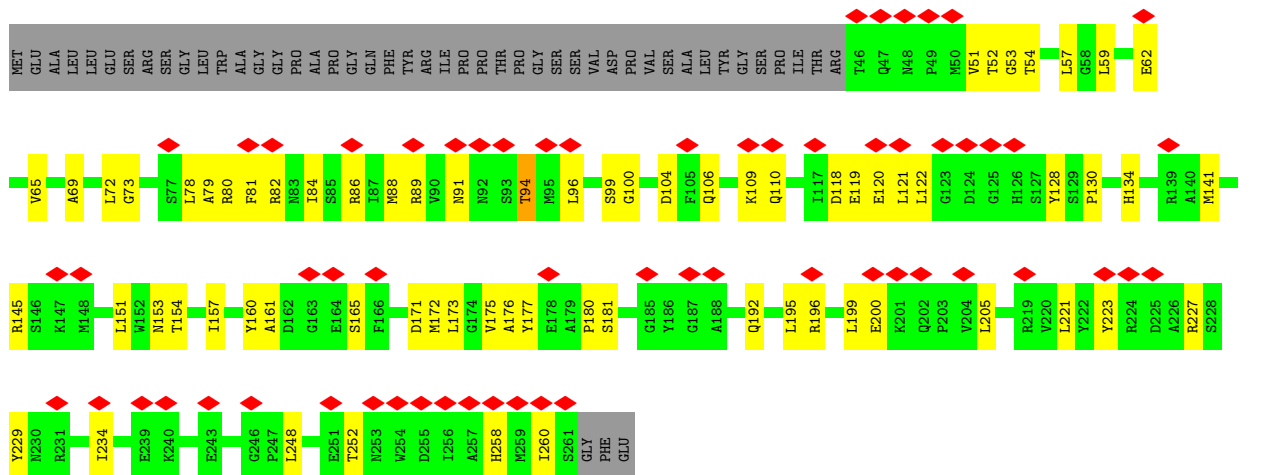 MET GLU ALA LEU LEU GLU SER ARG SER GLY LEU TRP ALA GLY GLY PRO ALA PRO GLY GLN PHE TYR ARG ILE PRO PRO THR PRO GLY SER SER VAL ASP PRO VAL SER ALA LEU TYR GLY SER PRO ILE THR ARG T46 Q47 N48 P49 M50 V51 T52 G53 T54 L57 G58 L59 E62
V65 A69 L72 G73 S77 L78 A79 R80 F81 R82 N83 I84 S85 R86 I87 M88 R89 V90 N91 N92 S93 T94 M95 L96 S99 G100 D104 F105 Q106 K109 Q110 I117 D118 E119 E120 L121 L122 G123 D124 G125 H126 S127 Y128 S129 P130 H134 R139 A140 M141
R145 S146 K147 M148 L151 W152 N153 T154 I157 Y160 A161 D162 G163 E164 S165 F166 D171 M172 L173 G174 V175 A176 Y177 E178 A179 P180 S181 G185 Y186 G187 A188 Q192 L195 R196 L199 E200 K201 Q202 P203 V204 L205 R219 V220 L221 Y222 Y223 R224 D225 A226 R227 S228
Y229 N230 R231 I234 E239 K240 E243 G246 P247 L248 E251 T252 N253 W254 D255 I256 A257 H258 M259 I260 S261 GLY PHE GLU